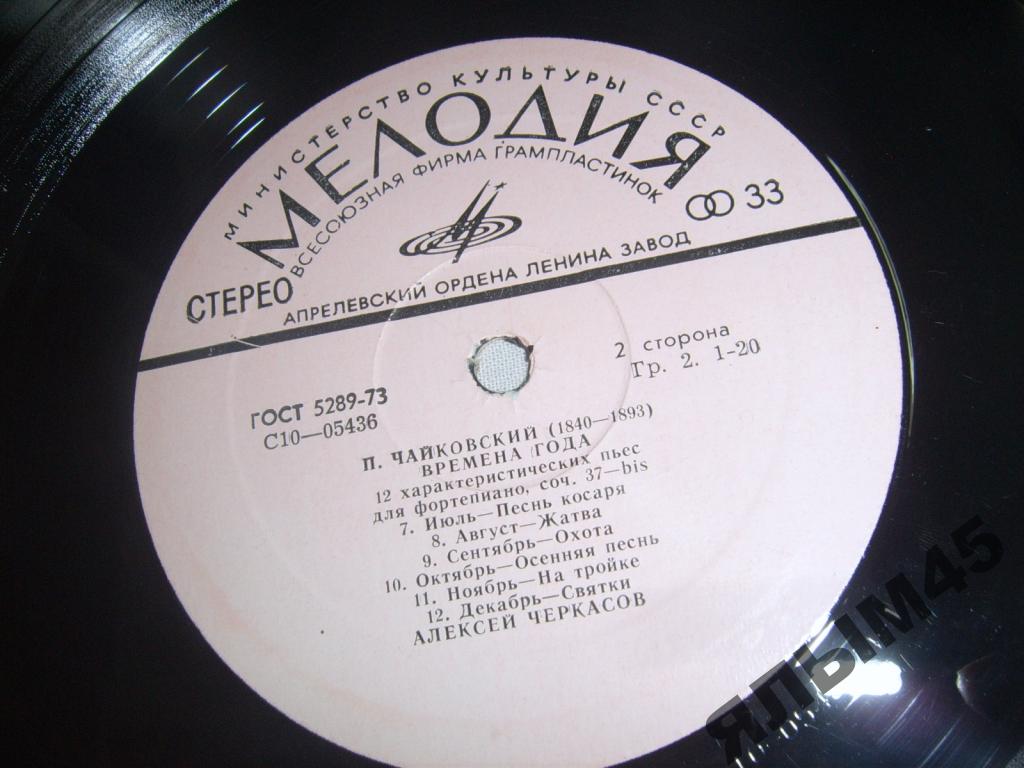 МИНИСТЕРСТВО КУЛЬТУРЫ СССР
МЕЛОДИЯ
ВСЕСОЮЗНАЯ ФИРМА ГРАМПЛАСТИНОК
СТЕРЕО
33
АПРЕЛЕВСКИЙ ОРДЕНА ЛЕНИНА ЗАВОД
ГОСТ 5289-73
С10—05436
2 сторона
Гр. 2. 1-20
П. ЧАЙКОВСКИЙ (1840—1893)
ВРЕМЕНА ГОДА
12 характеристических пьес
для фортепиано, соч. 37—bis
7. Июль—Песнь косаря
8. Август—Жатва
9. Сентябрь—Охота
10. Октябрь—Осенняя песнь
11. Ноябрь—На тройке
12. Декабрь—Святки
АЛЕКСЕЙ ЧЕРКАСОВ
ЯЛЫМ45